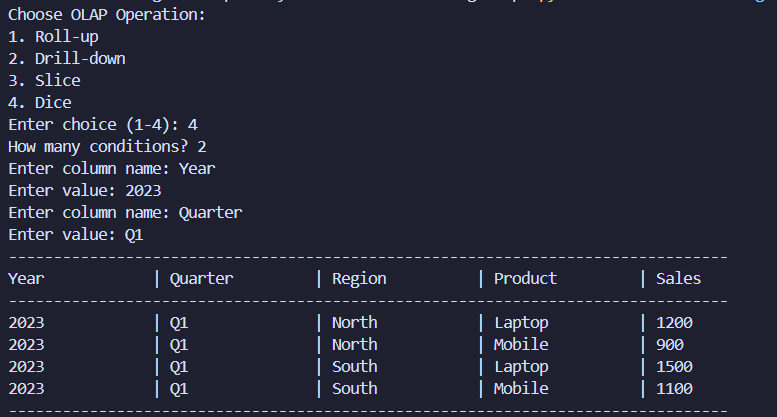 Choose OLAP Operation:
1. Roll-up
2. Drill-down
3. Slice
4. Dice
Enter choice (1-4): 4
How many conditions? 2
Enter column name: Year
Enter value: 2023
Enter column name: Quarter
Enter value: Q1
--------------------------------------------------------------------------------
Year | Quarter | Region | Product | Sales
--------------------------------------------------------------------------------
2023 | Q1 | North | Laptop | 1200
2023 | Q1 | North | Mobile | 900
2023 | Q1 | South | Laptop | 1500
2023 | Q1 | South | Mobile | 1100
--------------------------------------------------------------------------------